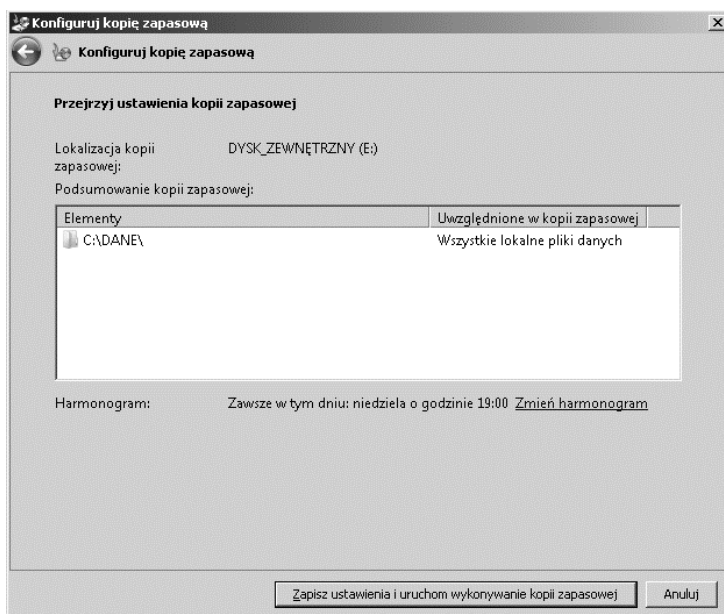 Konfiguruj kopię zapasową
Konfiguruj kopię zapasową
Przejrzyj ustawienia kopii zapasowej
Lokalizacja kopii zapasowej: DYSK_ZEWNĘTRZNY (E:)
Podsumowanie kopii zapasowej:
Elementy Uwzględnione w kopii zapasowej
C:\DANE\ Wszystkie lokalne pliki danych
Harmonogram: Zawsze w tym dniu: niedziela o godzinie 19:00 Zmień harmonogram
Zapisz ustawienia i uruchom wykonywanie kopii zapasowej Anuluj